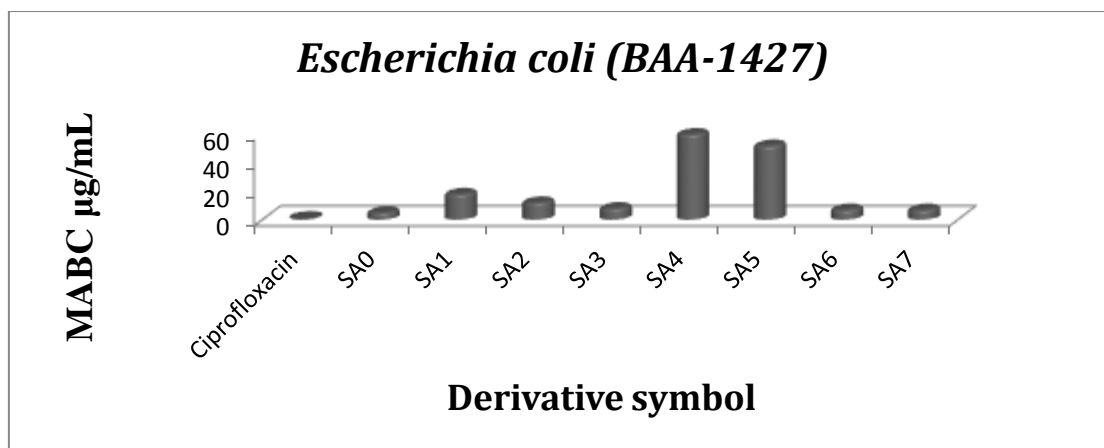 Escherichia coli (BAA-1427)
MABC µg/mL
60
40
20
0
Ciprofloxacin
SA0
SA1
SA2
SA3
SA4
SA5
SA6
SA7
Derivative symbol